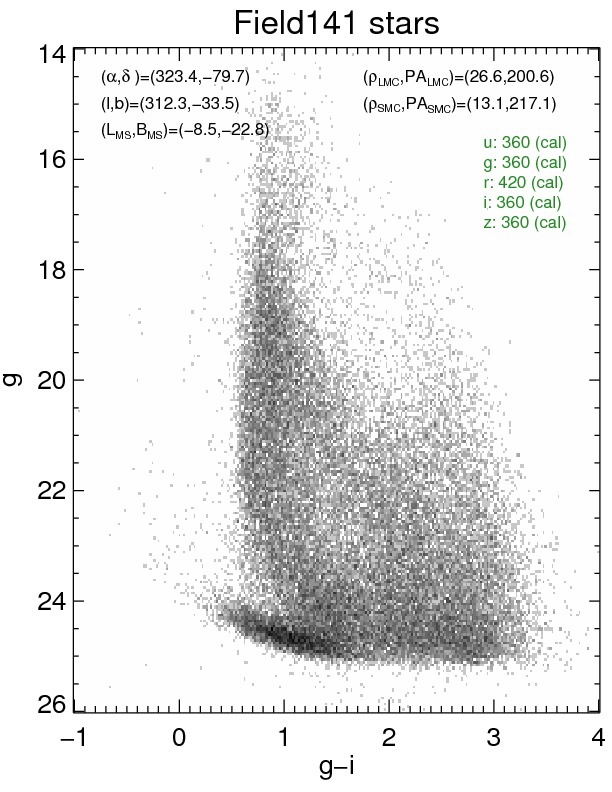 Field141 stars
(α,δ )=(323.4,−79.7)
(l,b)=(312.3,−33.5)
(LMS,BMS)=(−8.5,−22.8)
(ρLMC,PALMC)=(26.6,200.6)
(ρSMC,PASMC)=(13.1,217.1)
u: 360 (cal)
g: 360 (cal)
r: 420 (cal)
i: 360 (cal)
z: 360 (cal)
g
14
16
18
20
22
24
26
−1 0 1 2 3 4
g−i